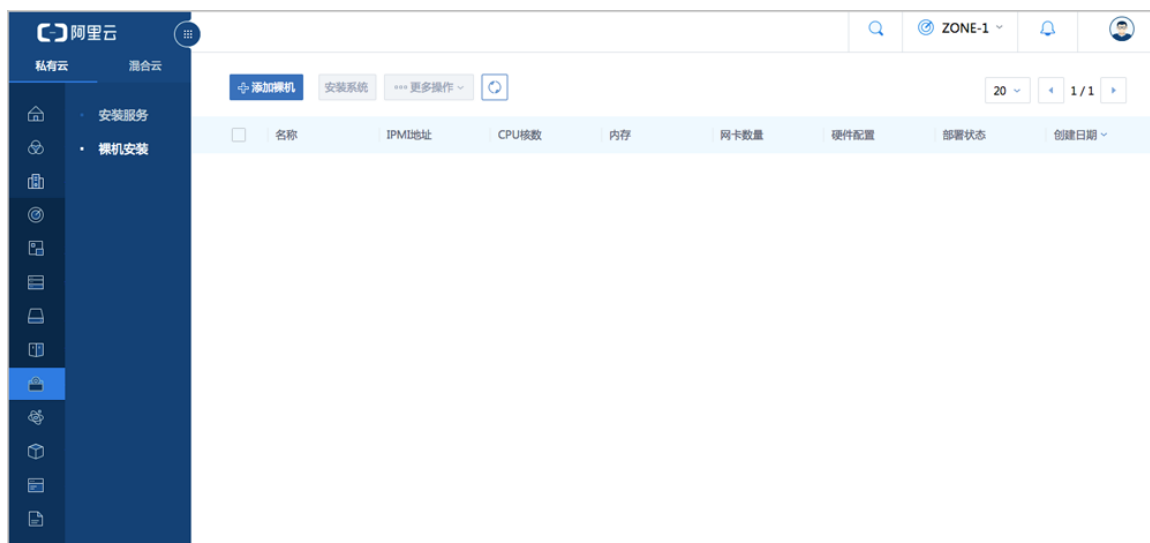 阿里云
ZONE-1
私有云 混合云
添加裸机 安装系统 更多操作 20 1 / 1
安装服务
裸机安装
名称 IPMI地址 CPU核数 内存 网卡数量 硬件配置 部署状态 创建日期